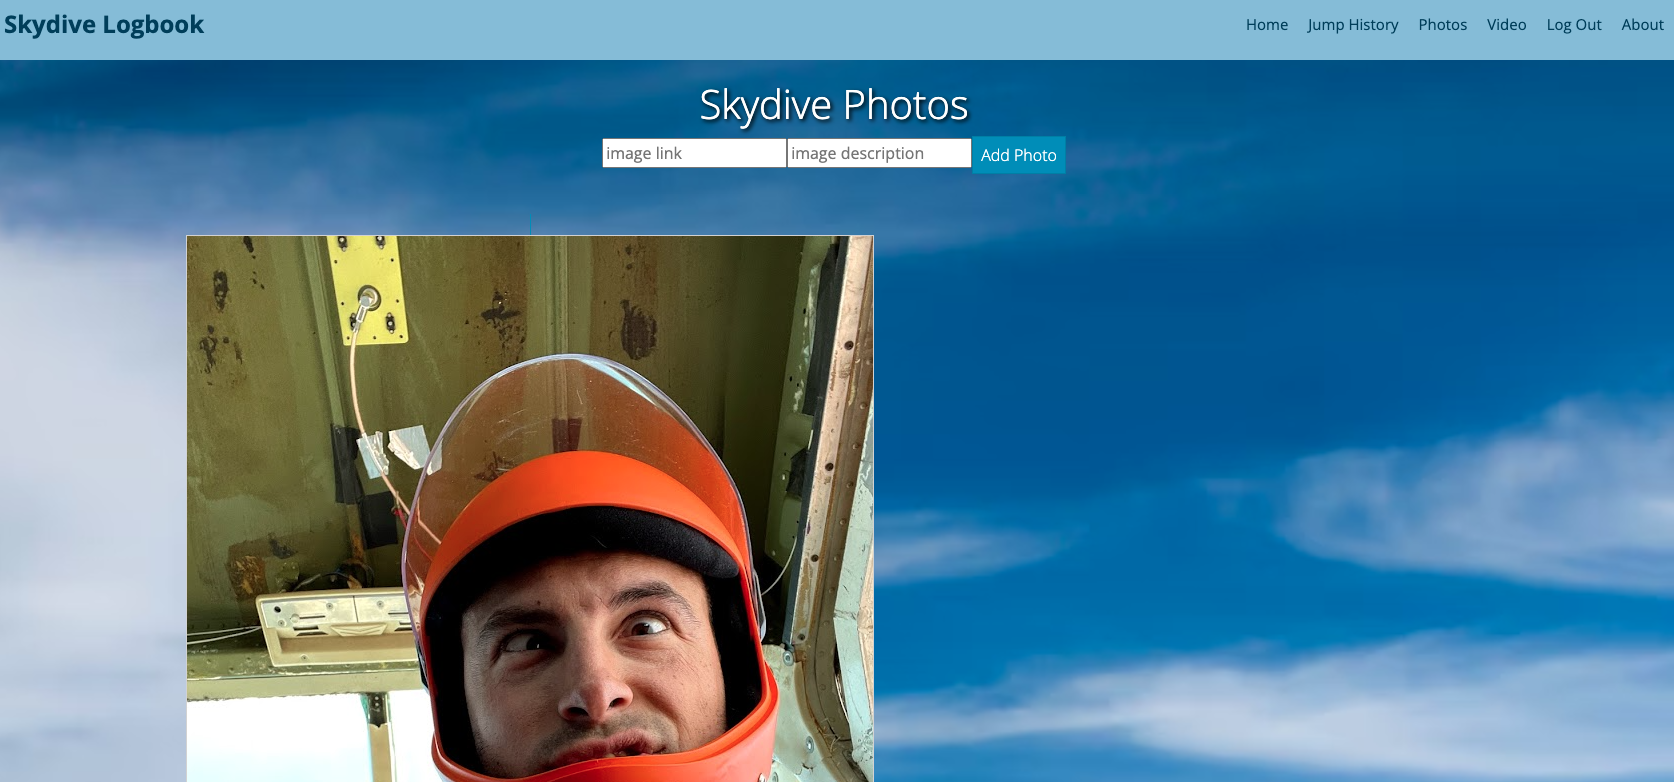 Skydive Logbook
Home Jump History Photos Video Log Out About
Skydive Photos
image link image description Add Photo